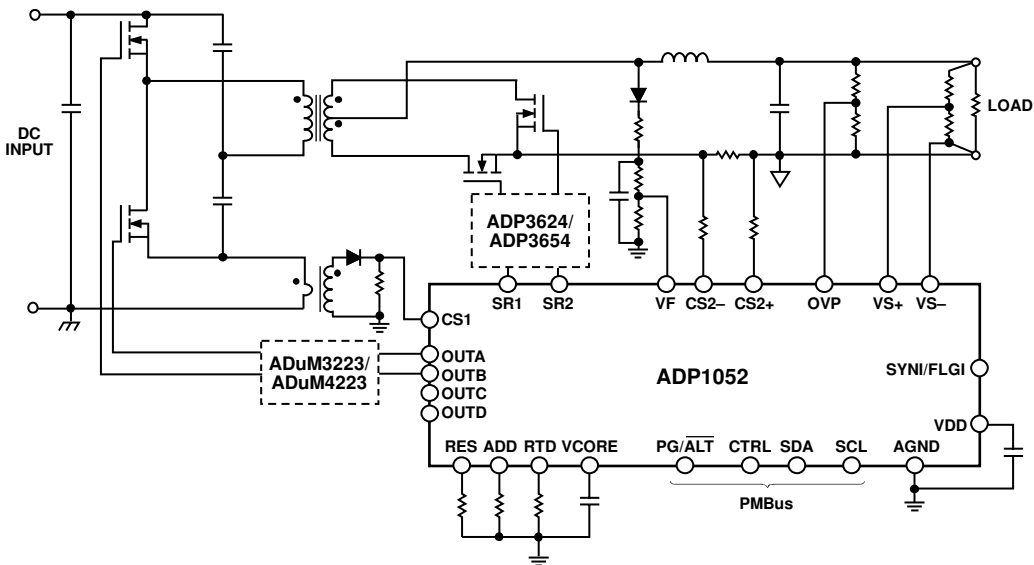 DC
INPUT
LOAD
ADP3624/
ADP3654
SR1 SR2 VF CS2– CS2+ OVP VS+ VS–
CS1
ADuM3223/
ADuM4223
OUTA
OUTB
OUTC
OUTD
ADP1052
SYNI/FLGI
VDD
RES ADD RTD VCORE PG/ALT CTRL SDA SCL AGND
PMBus